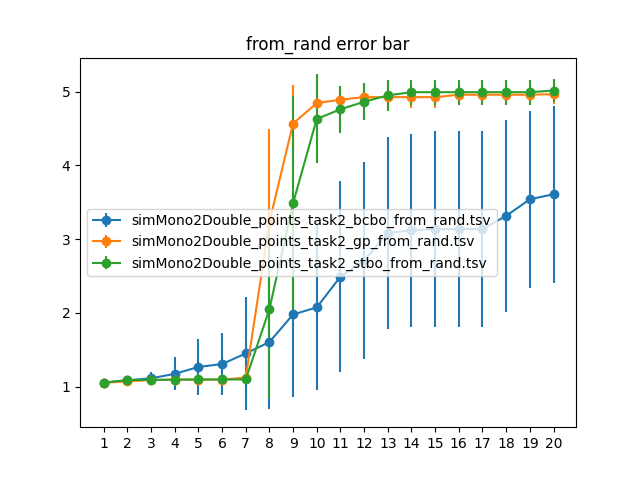 from_rand error bar
5
4
3
2
1
simMono2Double_points_task2_bcbo_from_rand.tsv
simMono2Double_points_task2_gp_from_rand.tsv
simMono2Double_points_task2_stbo_from_rand.tsv
1 2 3 4 5 6 7 8 9 10 11 12 13 14 15 16 17 18 19 20